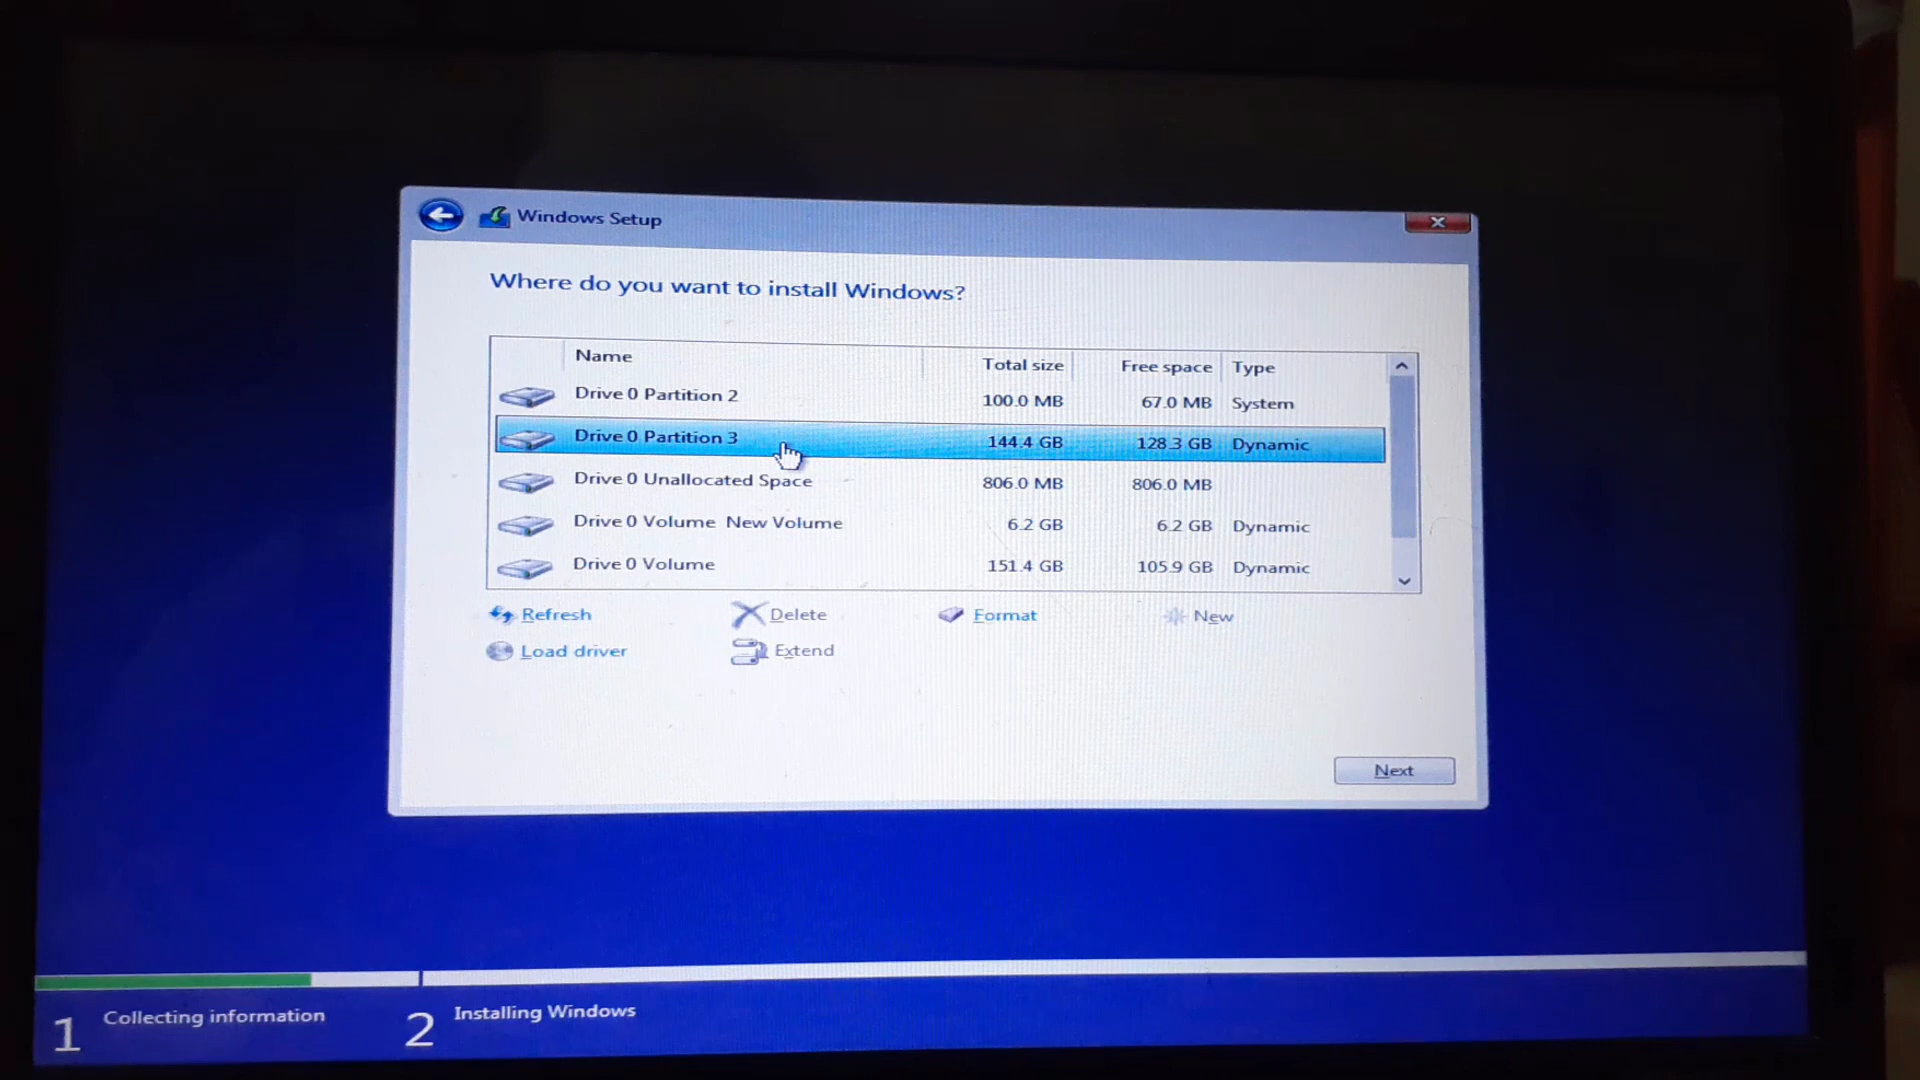 Windows Setup
Where do you want to install Windows?
Name Total size Free space Type
Drive 0 Partition 2 100.0 MB 67.0 MB System
Drive 0 Partition 3 144.4 GB 128.3 GB Dynamic
Drive 0 Unallocated Space 806.0 MB 806.0 MB
Drive 0 Volume New Volume 6.2 GB 6.2 GB Dynamic
Drive 0 Volume 151.4 GB 105.9 GB Dynamic
Refresh Delete Format New
Load driver Extend
Next
1 Collecting information 2 Installing Windows